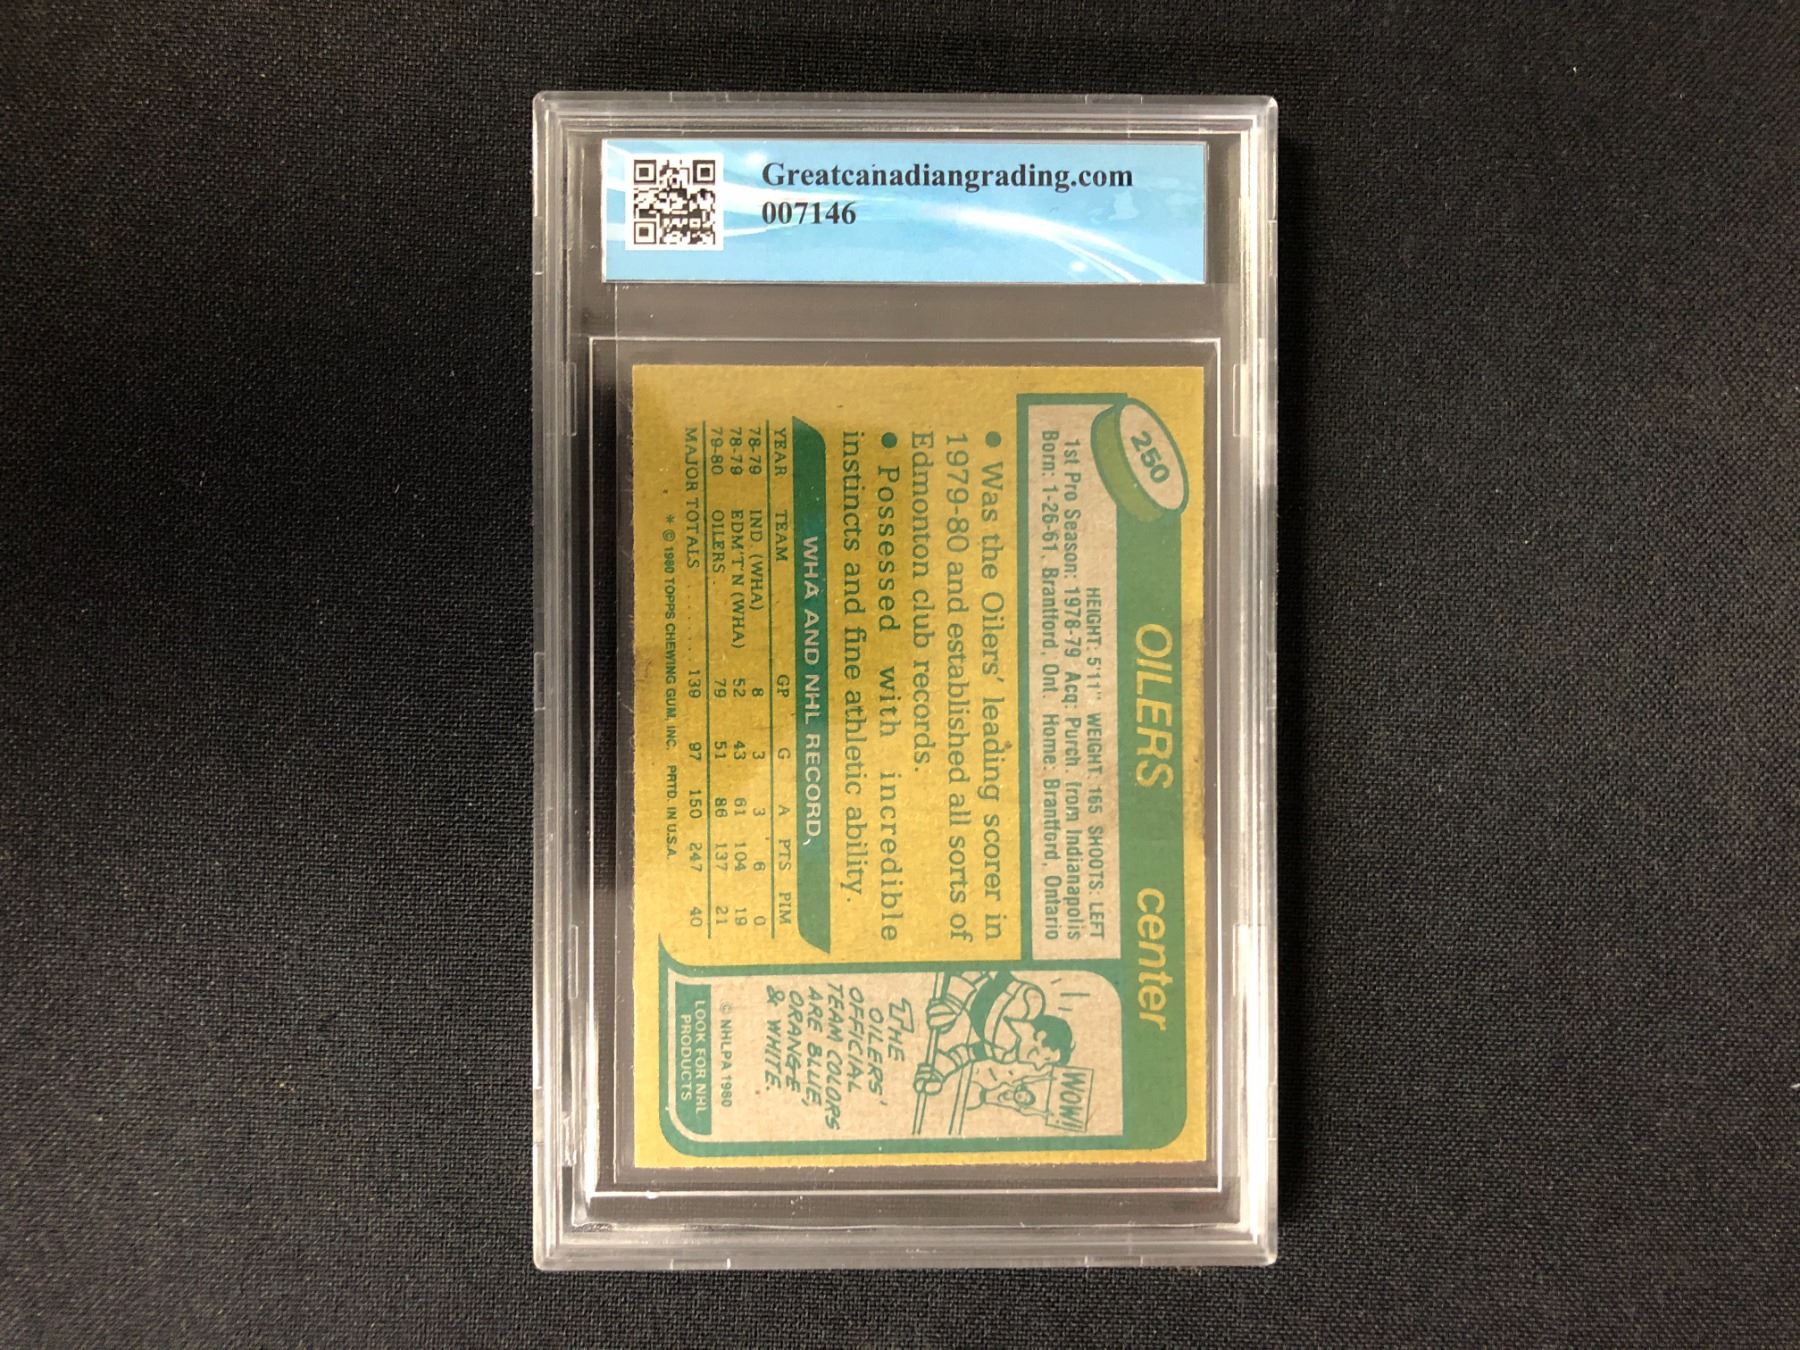 Greatcanadiangrading.com
007146
250
OILERS center
HEIGHT: 5'11" WEIGHT: 165 SHOOTS: LEFT
1st Pro Season: 1978-79 Acq: Purch. from Indianapolis
Born: 1-26-61, Brantford, Ont. Home: Brantford, Ontario
• Was the Oilers' leading scorer in
1979-80 and established all sorts of
Edmonton club records.
• Possessed with incredible
instincts and fine athletic ability.
WHA AND NHL RECORD
YEAR TEAM GP G A PTS PIM
78-79 IND. (WHA) 8 3 3 6 0
78-79 EDM'T'N (WHA) 52 43 61 104 19
79-80 OILERS 79 51 86 137 21
MAJOR TOTALS ...... 139 97 150 247 40
* © 1980 TOPPS CHEWING GUM, INC. PRTD. IN U.S.A.
WOW!
THE
OILERS'
OFFICIAL
TEAM COLORS
ARE BLUE,
ORANGE
& WHITE.
© NHLPA 1980
LOOK FOR NHL
PRODUCTS